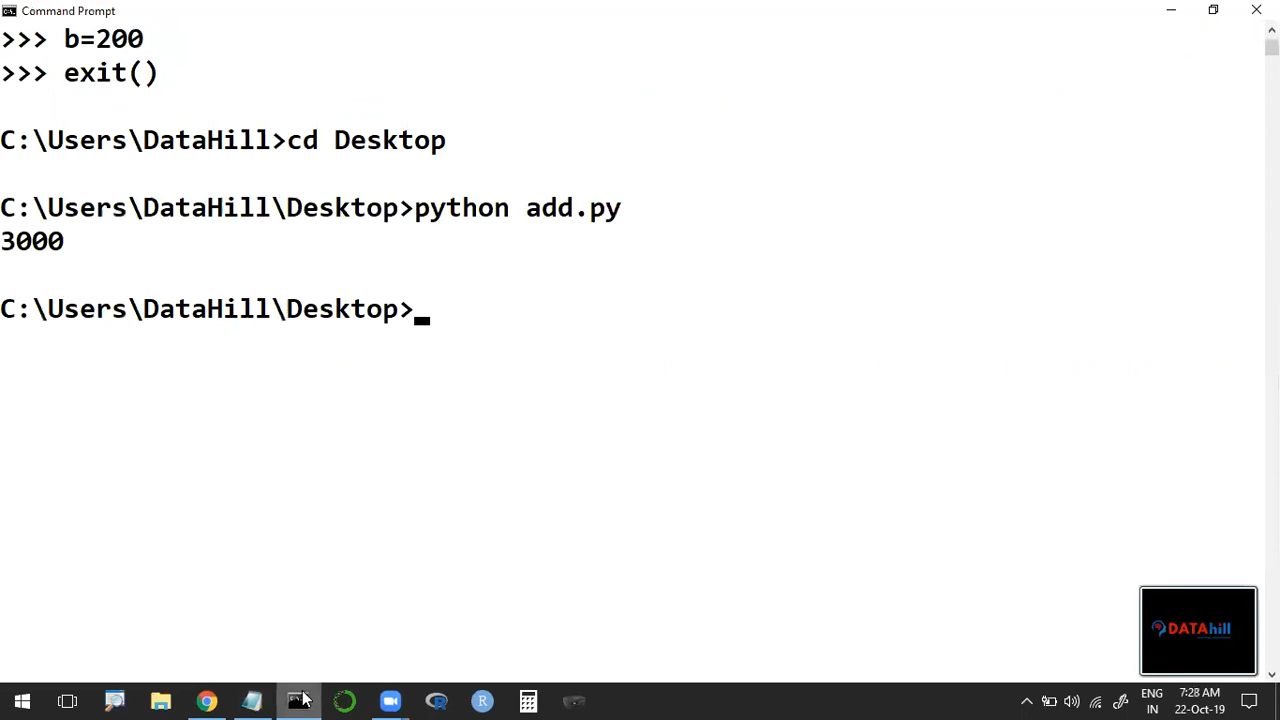 Command Prompt
>>> b=200
>>> exit()
C:\Users\DataHill>cd Desktop
C:\Users\DataHill\Desktop>python add.py
3000
C:\Users\DataHill\Desktop>
DATAhill
ENG
IN
7:28 AM
22-Oct-19